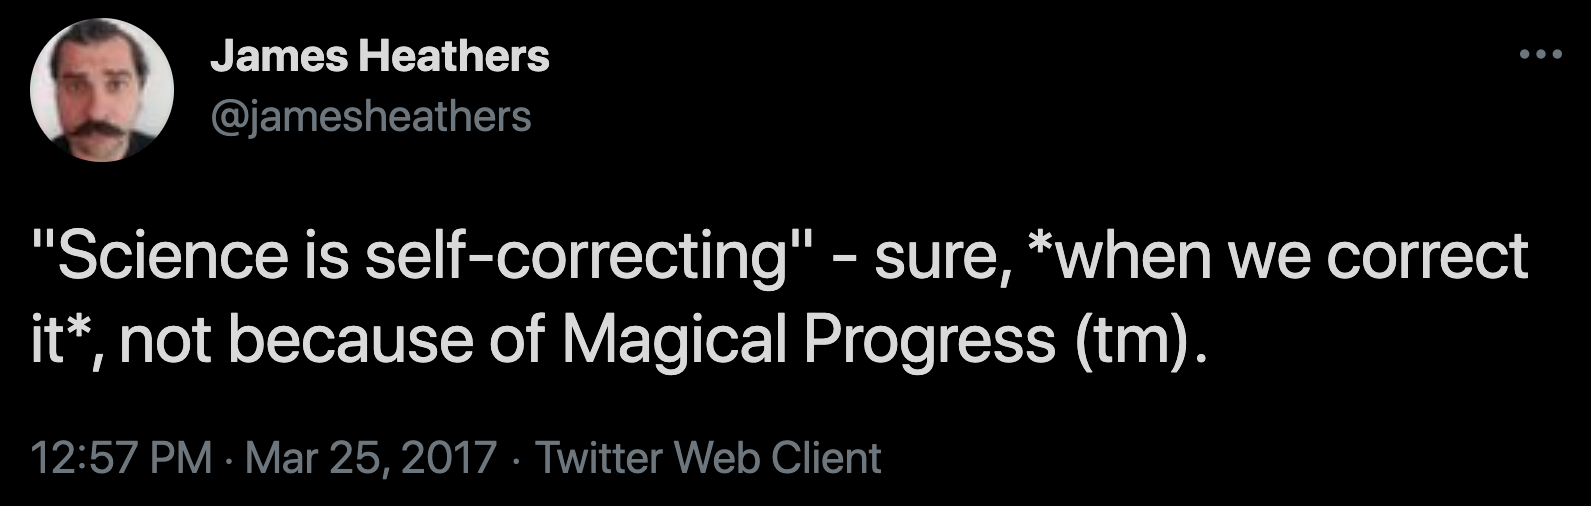 James Heathers
@jamesheathers
"Science is self-correcting" - sure, *when we correct
it*, not because of Magical Progress (tm).
12:57 PM · Mar 25, 2017 · Twitter Web Client